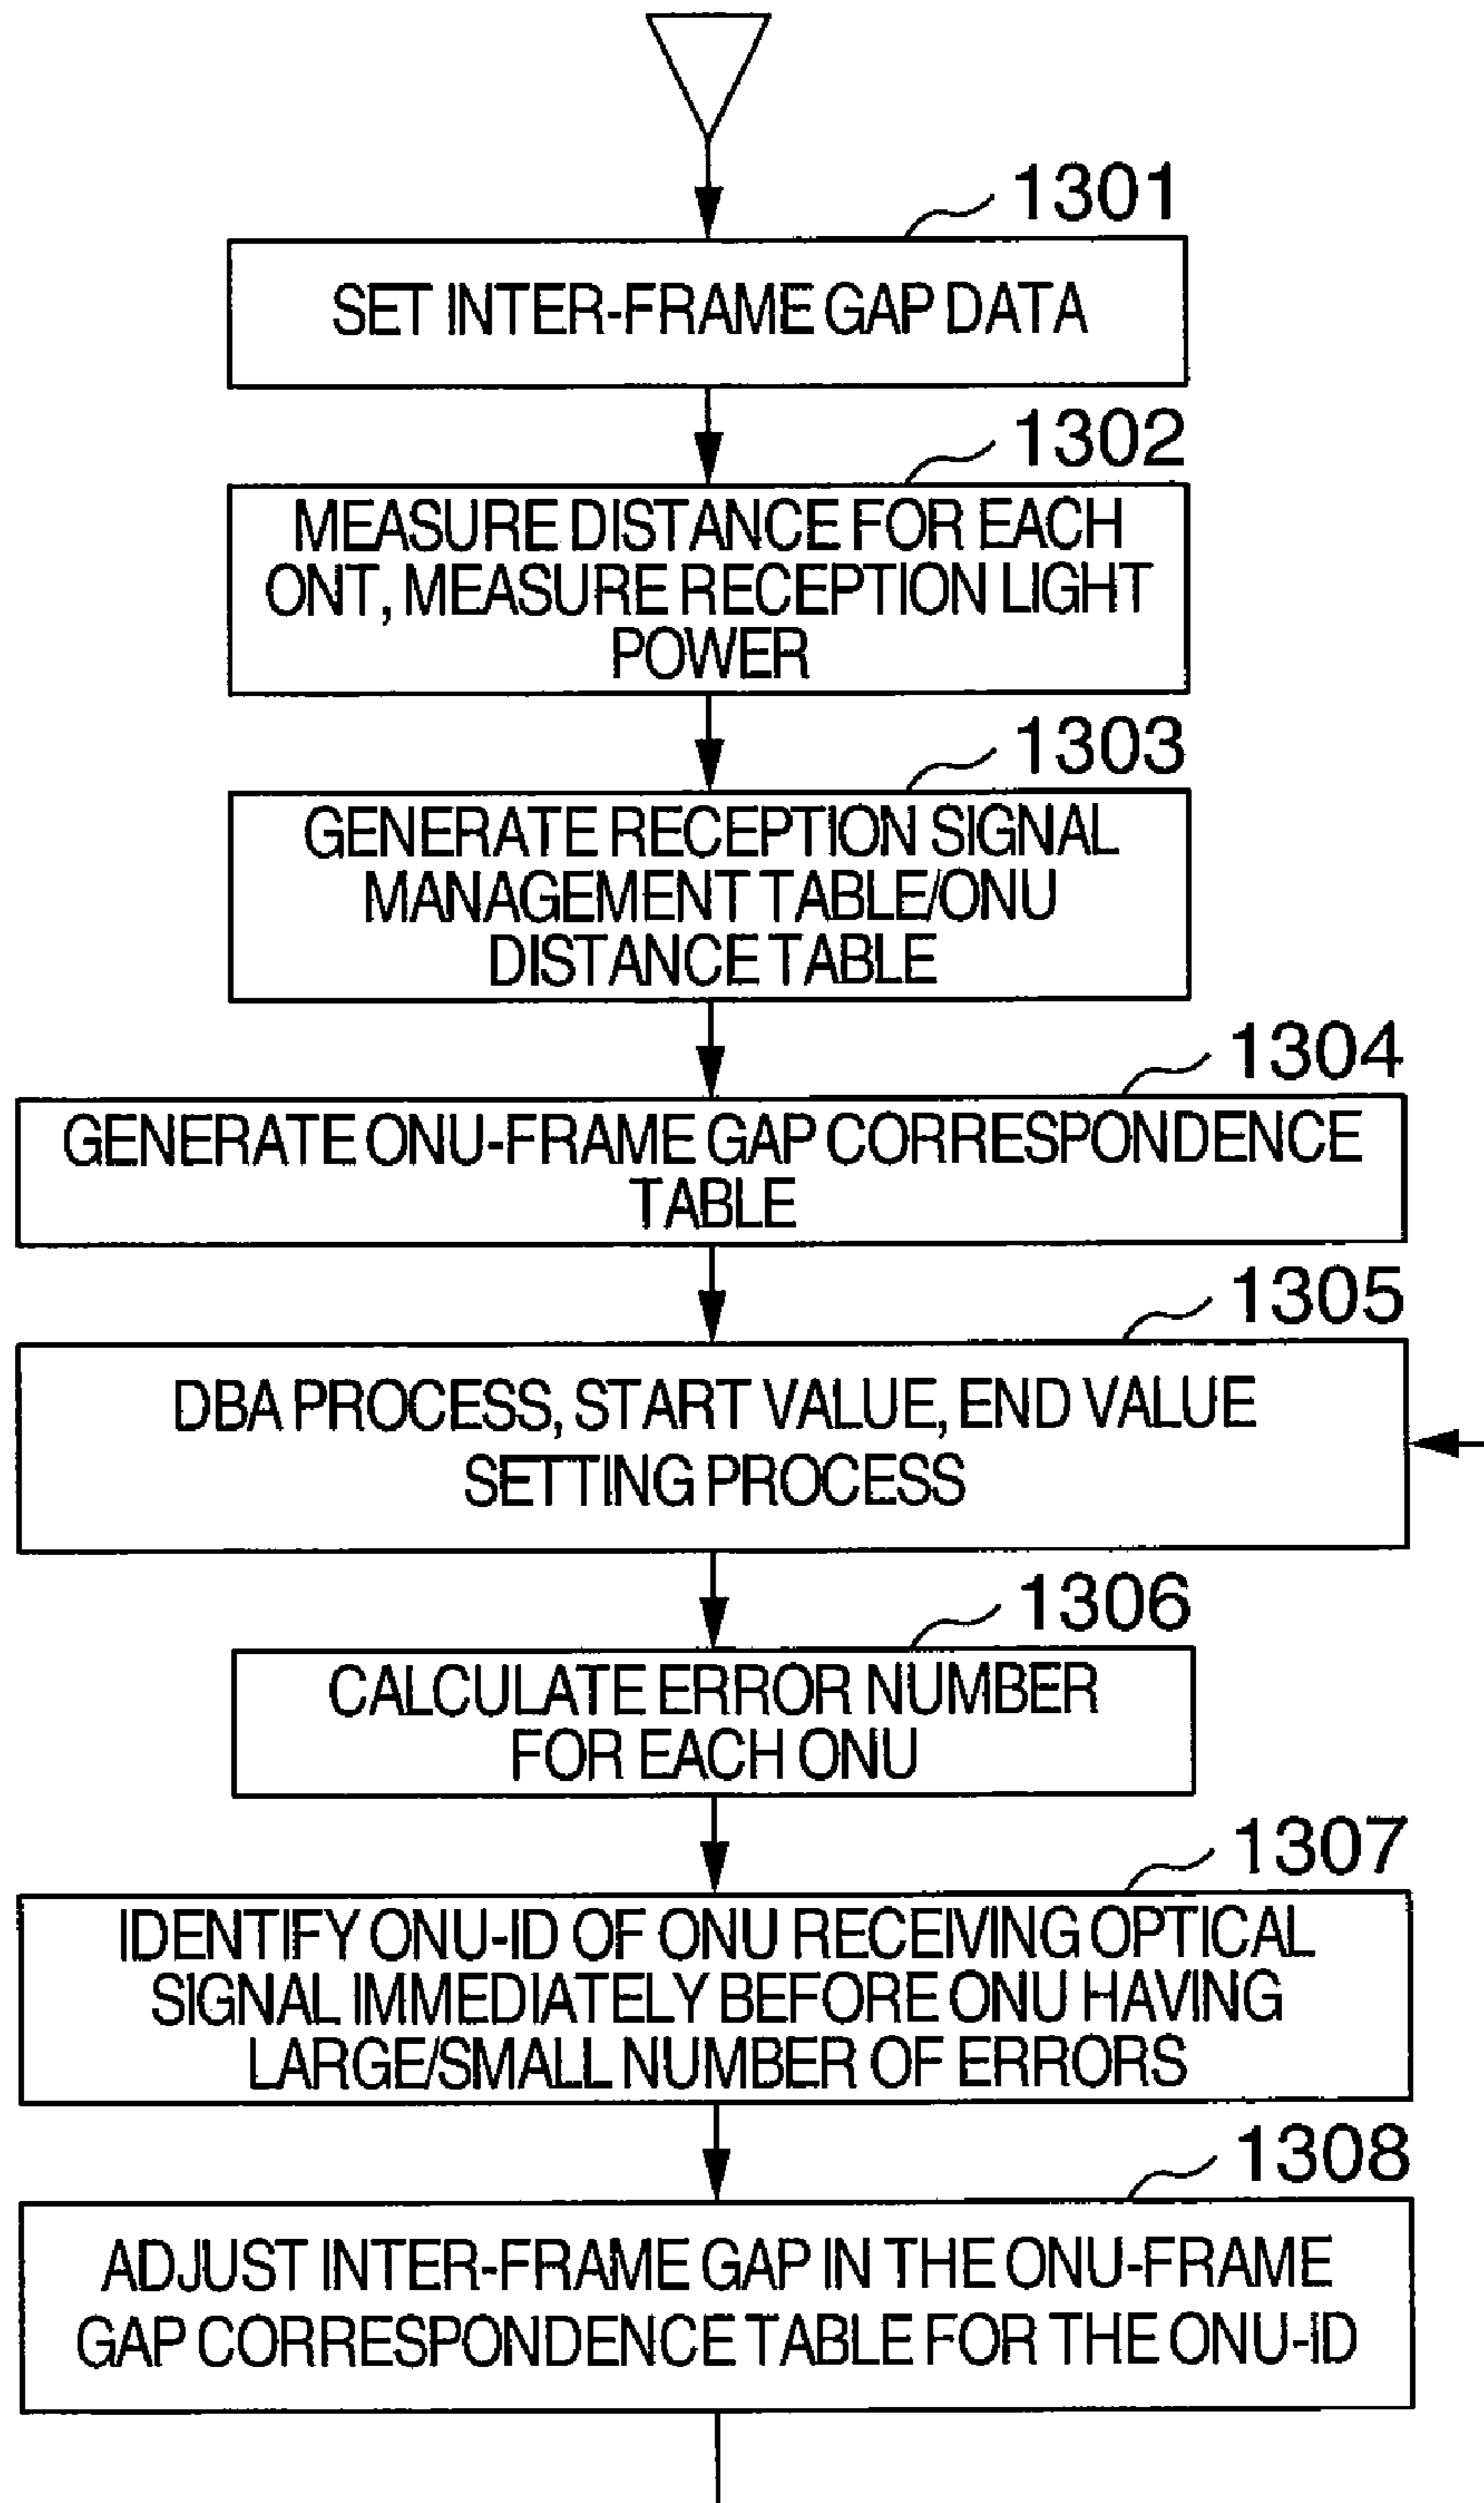 1301
SET INTER-FRAME GAP DATA
1302
MEASURE DISTANCE FOR EACH
ONT, MEASURE RECEPTION LIGHT
POWER
1303
GENERATE RECEPTION SIGNAL
MANAGEMENT TABLE/ONU
DISTANCE TABLE
1304
GENERATE ONU-FRAME GAP CORRESPONDENCE
TABLE
1305
DBA PROCESS, START VALUE, END VALUE
SETTING PROCESS
1306
CALCULATE ERROR NUMBER
FOR EACH ONU
1307
IDENTIFY ONU-ID OF ONU RECEIVING OPTICAL
SIGNAL IMMEDIATELY BEFORE ONU HAVING
LARGE/SMALL NUMBER OF ERRORS
1308
ADJUST INTER-FRAME GAP IN THE ONU-FRAME
GAP CORRESPONDENCE TABLE FOR THE ONU-ID